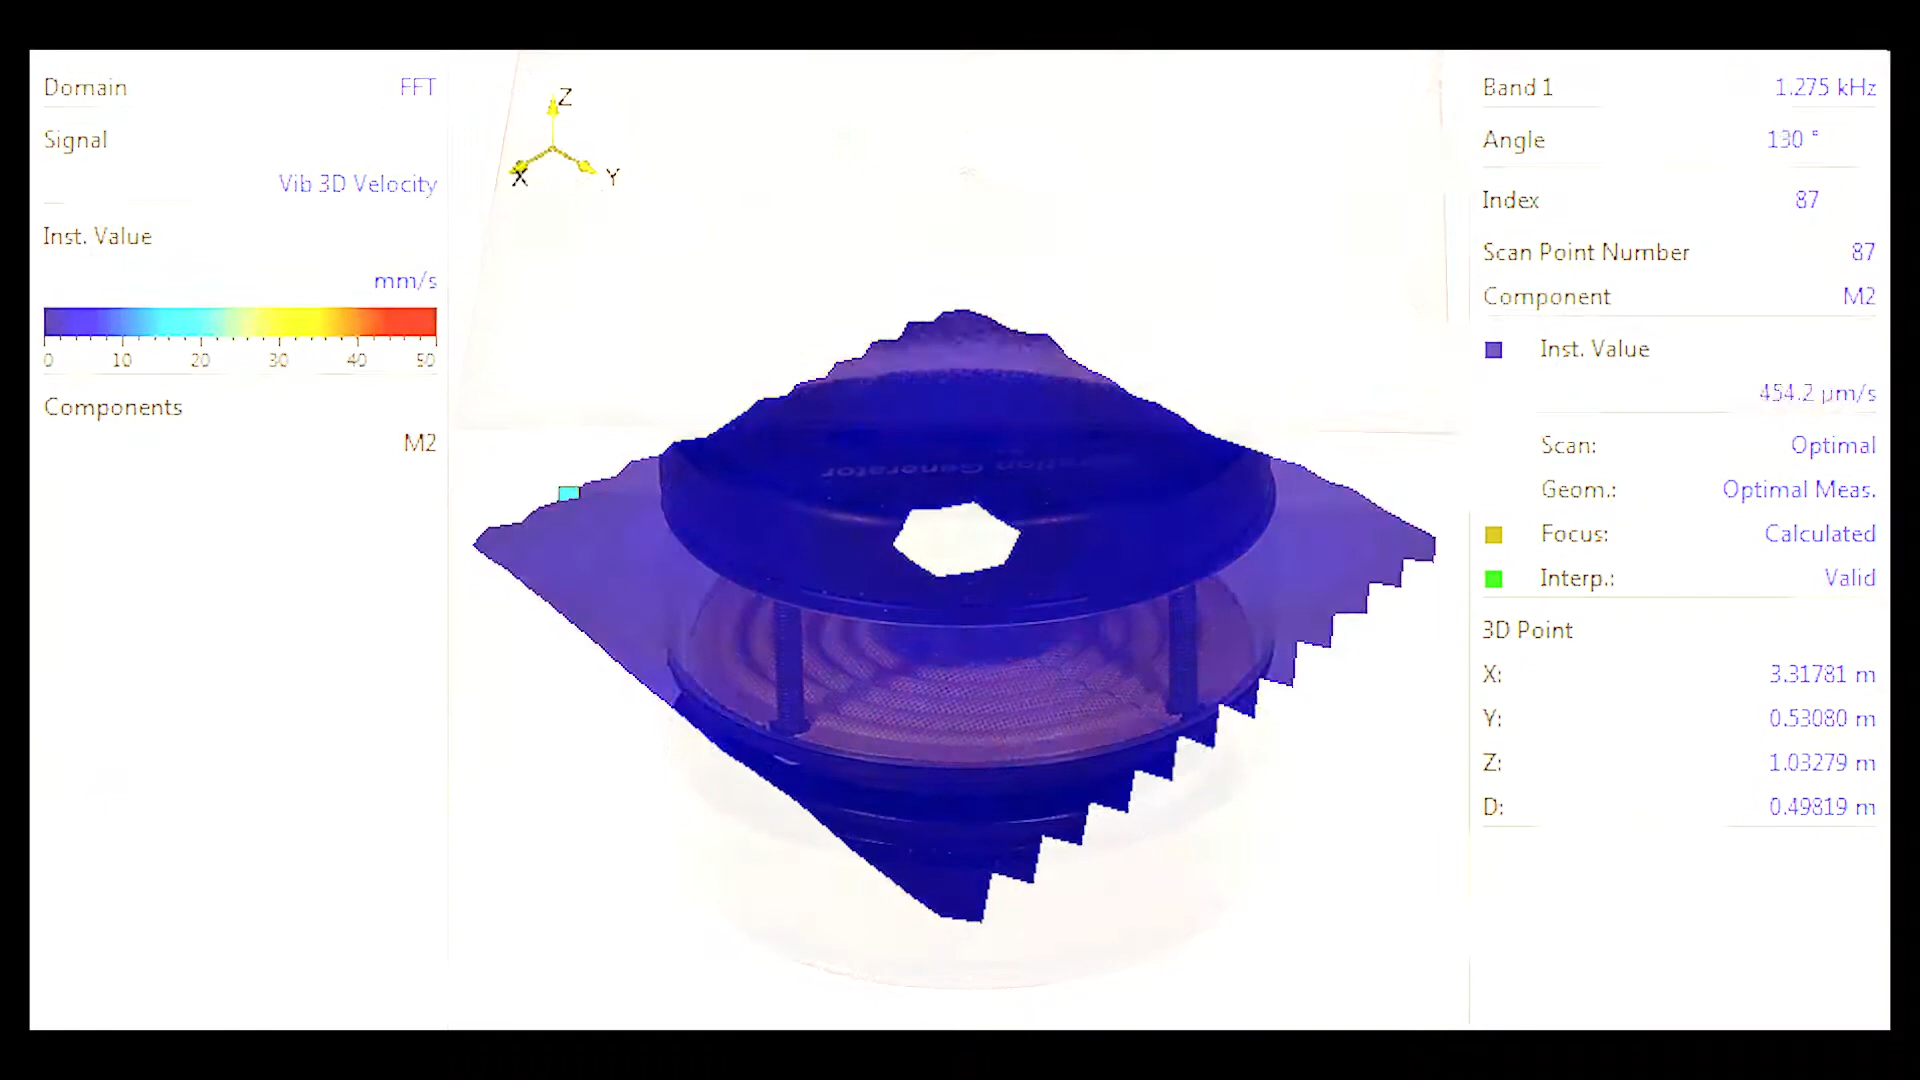 Domain FFT
Signal
Vib 3D Velocity
Inst. Value
mm/s
0 10 20 30 40 50
Components
M2
Z
X Y
Generator
Band 1 1.275 kHz
Angle 130 °
Index 87
Scan Point Number 87
Component M2
Inst. Value
454.2 µm/s
Scan: Optimal
Geom.: Optimal Meas.
Focus: Calculated
Interp.: Valid
3D Point
X: 3.31781 m
Y: 0.53080 m
Z: 1.03279 m
D: 0.49819 m